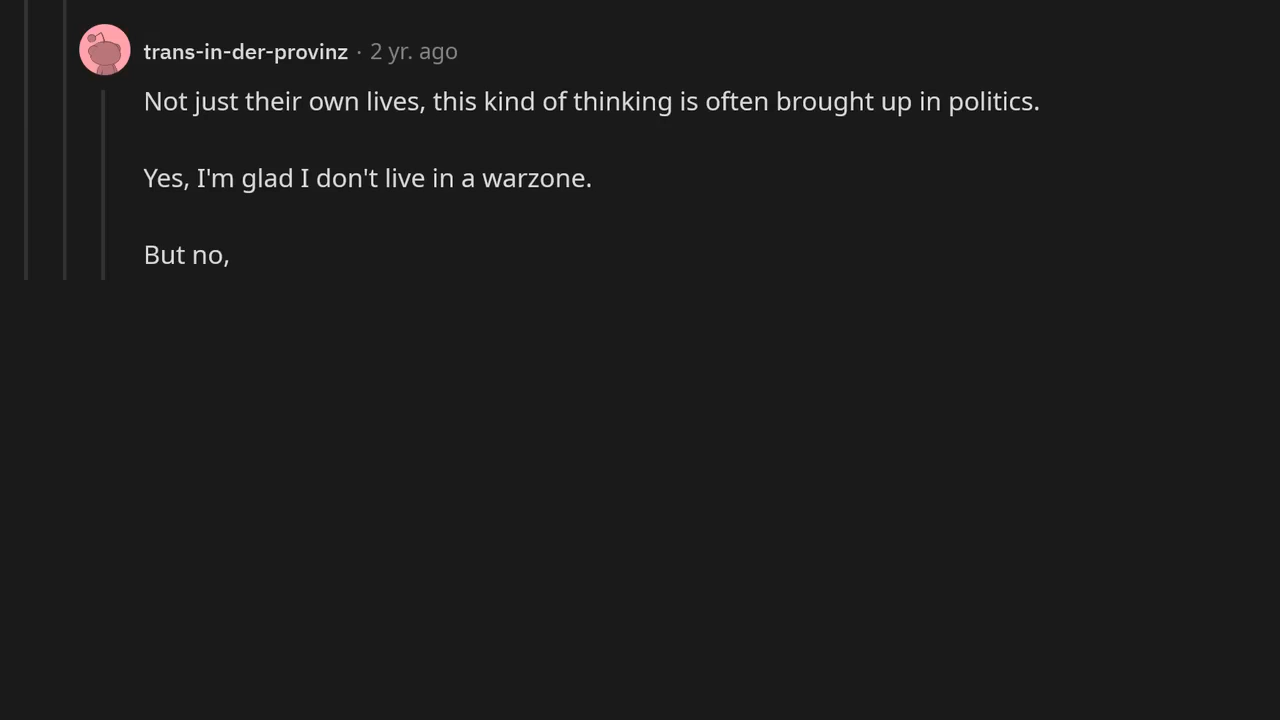 trans-in-der-provinz · 2 yr. ago
Not just their own lives, this kind of thinking is often brought up in politics.
Yes, I'm glad I don't live in a warzone.
But no,